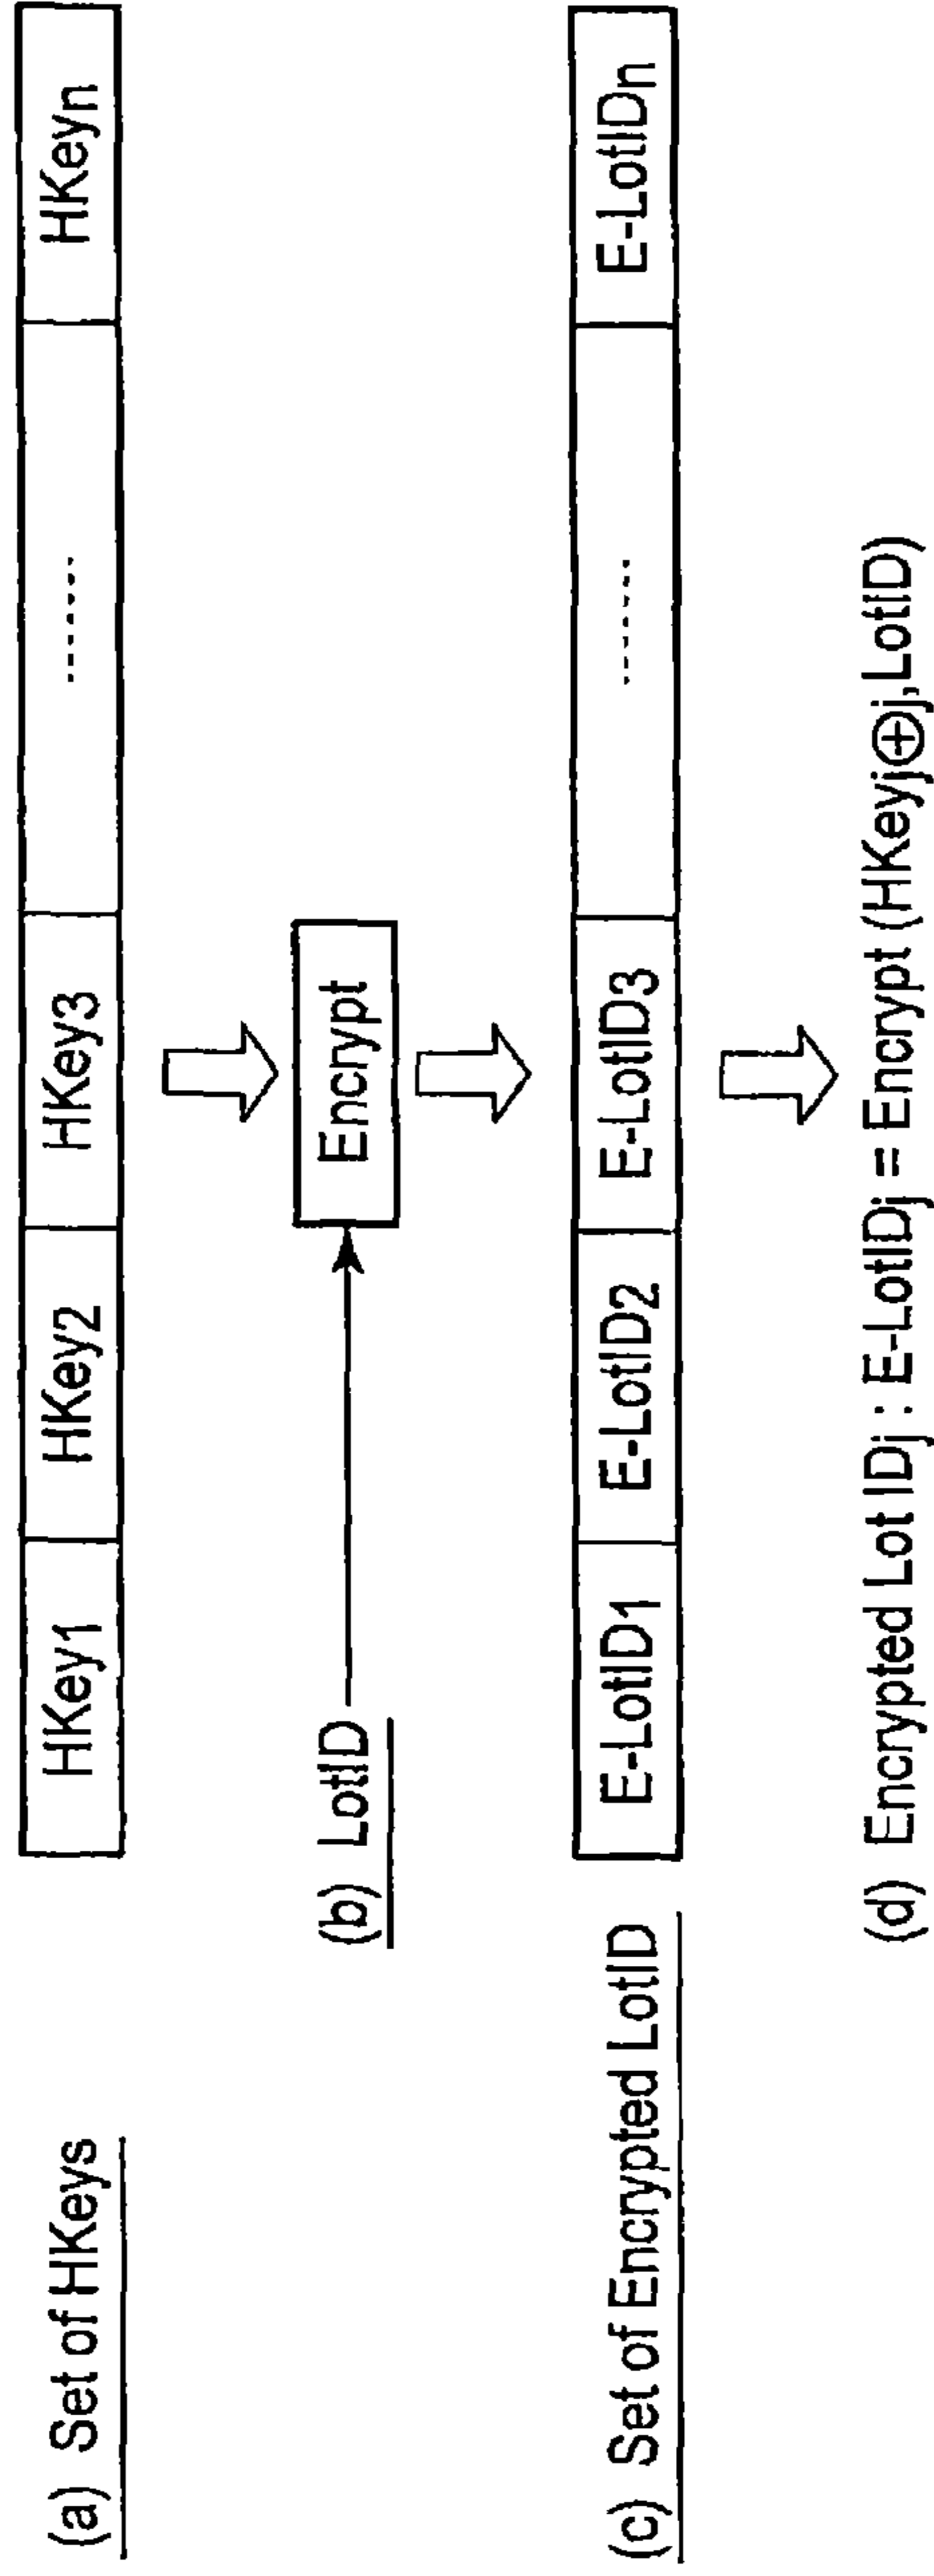 (a) Set of HKeys
HKey1 HKey2 HKey3 ....... HKeyn
(b) LotID
Encrypt
(c) Set of Encrypted LotID
E-LotID1 E-LotID2 E-LotID3 ....... E-LotIDn
(d) Encrypted Lot IDj : E-LotIDj = Encrypt (HKeyj⊕j,LotID)